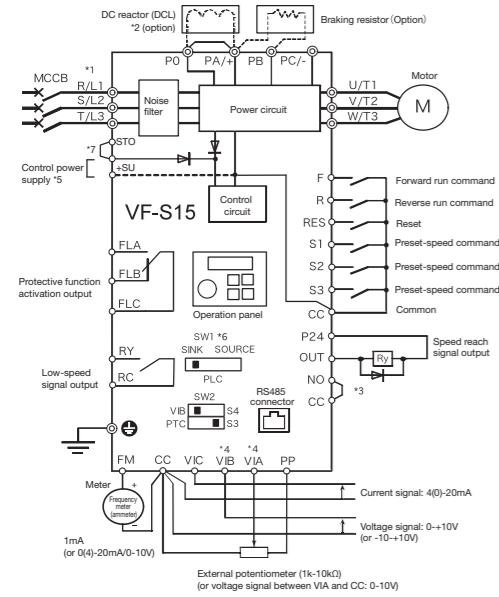 DC reactor (DCL)
*2 (option)
Braking resistor (Option)
P0 PA/+ PB PC/-
MCCB *1
R/L1
S/L2
T/L3
Noise
filter
Power circuit
U/T1
V/T2
W/T3
Motor
M
*7
STO
Control power
supply *5
+SU
Control
circuit
VF-S15
F Forward run command
R Reverse run command
RES Reset
S1 Preset-speed command
S2 Preset-speed command
S3 Preset-speed command
CC Common
FLA
FLB
FLC
Protective function
activation output
Operation panel
P24
OUT
Ry
Speed reach
signal output
NO
CC
*3
RY
RC
Low-speed
signal output
SW1 *6
SINK SOURCE
PLC
SW2
VIB S4
PTC S3
RS485
connector
*4 *4
FM CC VIC VIB VIA PP
Meter +
Frequency
meter
(ammeter)
−
1mA
(or 0(4)-20mA/0-10V)
Current signal: 4(0)-20mA
Voltage signal: 0-+10V
(or -10-+10V)
External potentiometer (1k-10kΩ)
(or voltage signal between VIA and CC: 0-10V)